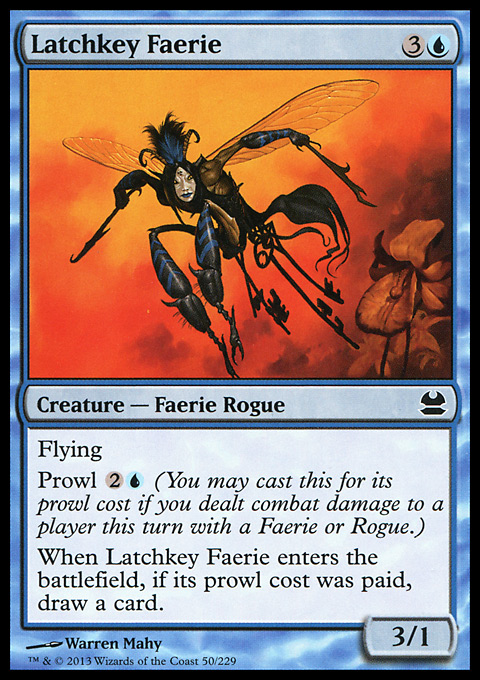 Latchkey Faerie 3
Creature — Faerie Rogue
Flying
Prowl 2 (You may cast this for its
prowl cost if you dealt combat damage to a
player this turn with a Faerie or Rogue.)
When Latchkey Faerie enters the
battlefield, if its prowl cost was paid,
draw a card.
3/1
Warren Mahy
™ & © 2013 Wizards of the Coast 50/229